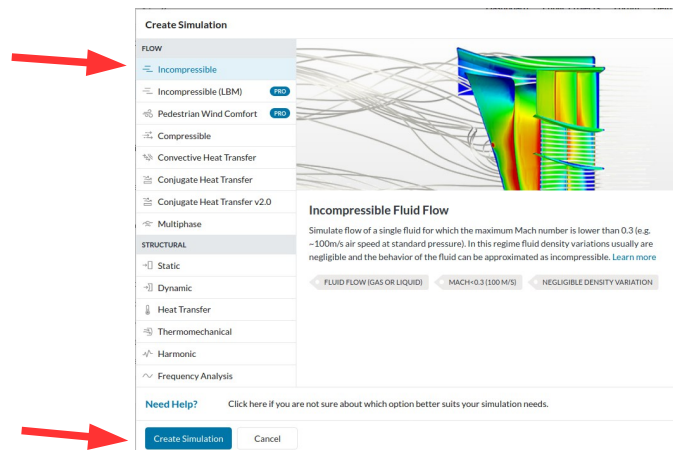 Create Simulation
FLOW
Incompressible
Incompressible (LBM) PRO
Pedestrian Wind Comfort PRO
Compressible
Convective Heat Transfer
Conjugate Heat Transfer
Conjugate Heat Transfer v2.0
Multiphase
STRUCTURAL
Static
Dynamic
Heat Transfer
Thermomechanical
Harmonic
Frequency Analysis
Incompressible Fluid Flow
Simulate flow of a single fluid for which the maximum Mach number is lower than 0.3 (e.g.
~100m/s air speed at standard pressure). In this regime fluid density variations usually are
negligible and the behavior of the fluid can be approximated as incompressible. Learn more
FLUID FLOW (GAS OR LIQUID) MACH<0.3 (100 M/S) NEGLIGIBLE DENSITY VARIATION
Need Help? Click here if you are not sure about which option better suits your simulation needs.
Create Simulation Cancel